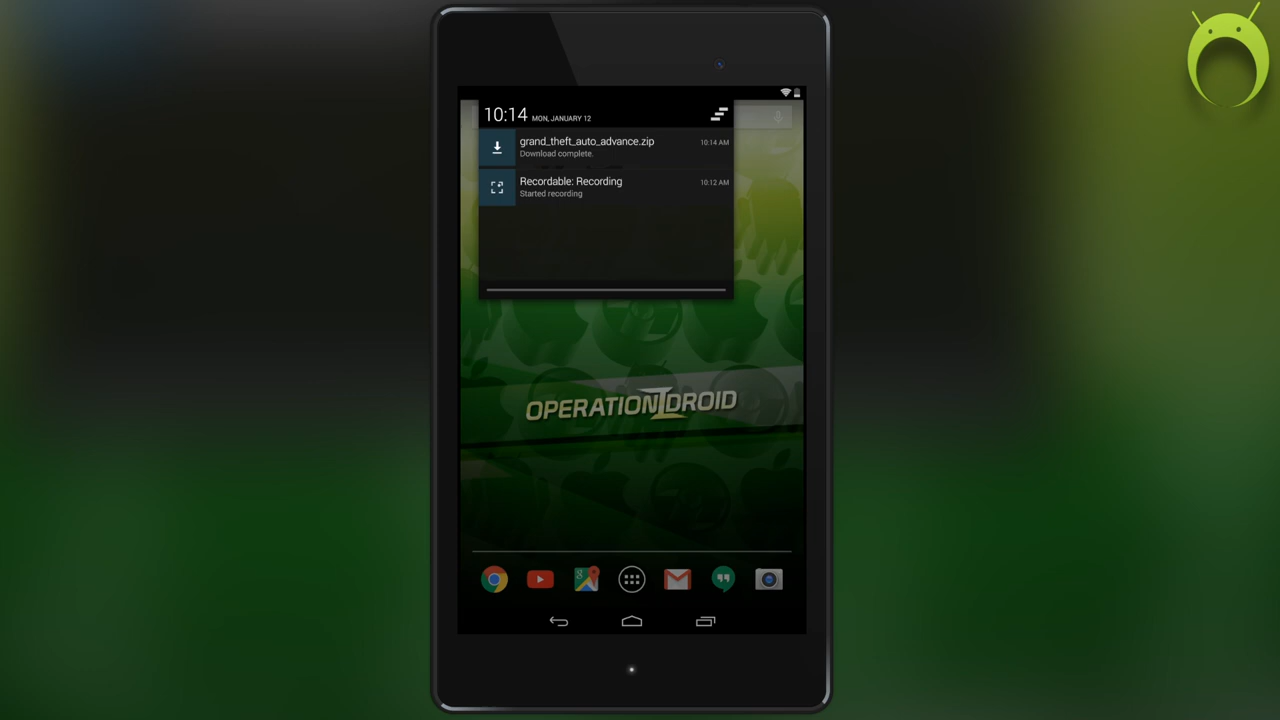 10:14 MON, JANUARY 12
grand_theft_auto_advance.zip 10:14 AM
Download complete.
Recordable: Recording 10:12 AM
Started recording
OPERATION DROID